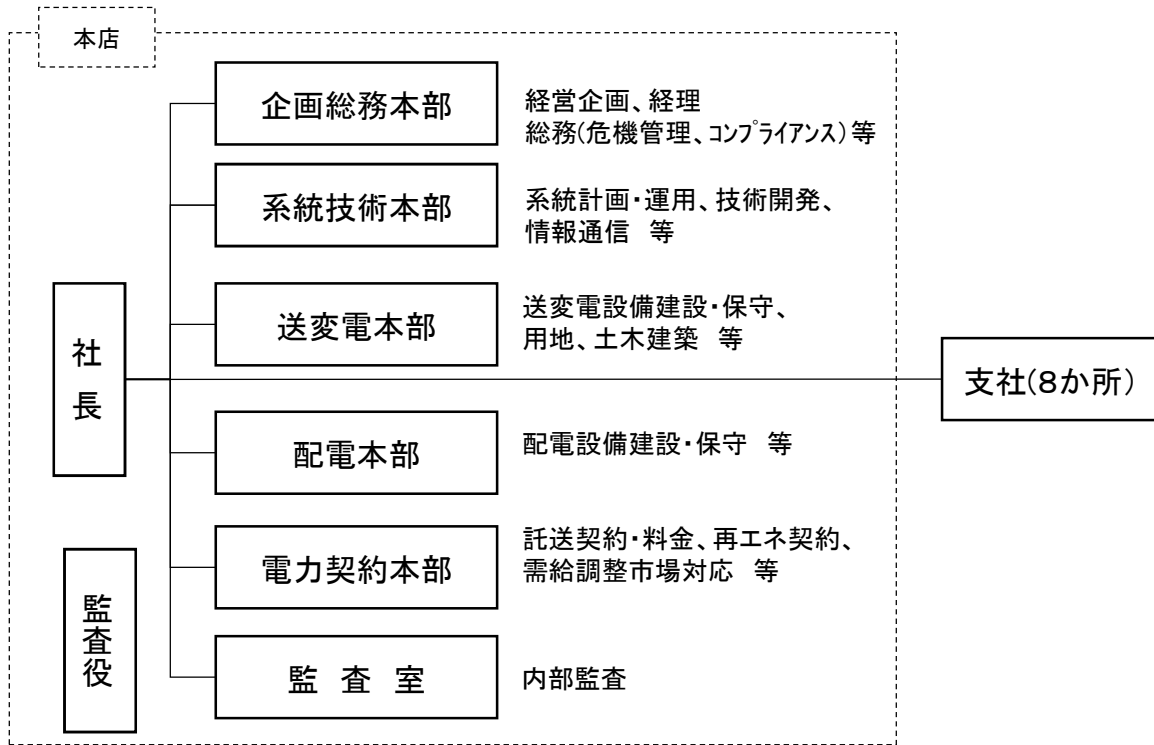 本店
企画総務本部
経営企画、経理
総務(危機管理、ｺﾝﾌﾟﾗｲｱﾝｽ)等
系統技術本部
系統計画・運用、技術開発、
情報通信　等
送変電本部
送変電設備建設・保守、
用地、土木建築　等
社長
支社(８か所)
配電本部
配電設備建設・保守　等
電力契約本部
託送契約・料金、再エネ契約、
需給調整市場対応　等
監査役
監　査　室
内部監査